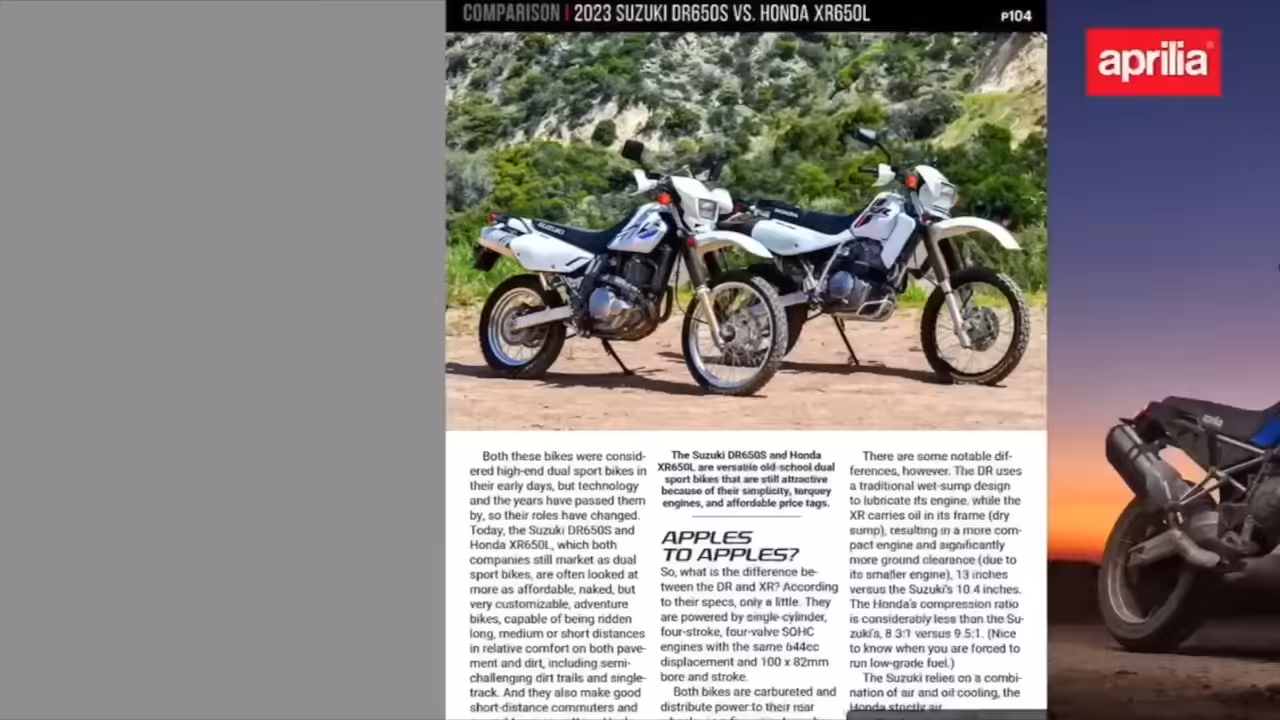 COMPARISON | 2023 SUZUKI DR650S VS. HONDA XR650L
P104
aprilia
SUZUKI
HONDA
aprilia
Both these bikes were consid-
ered high-end dual sport bikes in
their early days, but technology
and the years have passed them
by, so their roles have changed.
Today, the Suzuki DR650S and
Honda XR650L, which both
companies still market as dual
sport bikes, are often looked at
more as affordable, naked, but
very customizable, adventure
bikes, capable of being ridden
long, medium or short distances
in relative comfort on both pave-
ment and dirt, including semi-
challenging dirt trails and single-
track. And they also make good
short-distance commuters and
The Suzuki DR650S and Honda
XR650L are versatile old-school dual
sport bikes that are still attractive
because of their simplicity, torquey
engines, and affordable price tags.
APPLES
TO APPLES?
So, what is the difference be-
tween the DR and XR? According
to their specs, only a little. They
are powered by single-cylinder,
four-stroke, four-valve SOHC
engines with the same 644cc
displacement and 100 x 82mm
bore and stroke.
Both bikes are carbureted and
distribute power to their rear
There are some notable dif-
ferences, however. The DR uses
a traditional wet-sump design
to lubricate its engine, while the
XR carries oil in its frame (dry
sump), resulting in a more com-
pact engine and significantly
more ground clearance (due to
its smaller engine), 13 inches
versus the Suzuki's 10.4 inches.
The Honda's compression ratio
is considerably less than the Su-
zuki's, 8.3:1 versus 9.5:1. (Nice
to know when you are forced to
run low-grade fuel.)
The Suzuki relies on a combi-
nation of air and oil cooling, the
Honda strictly air.